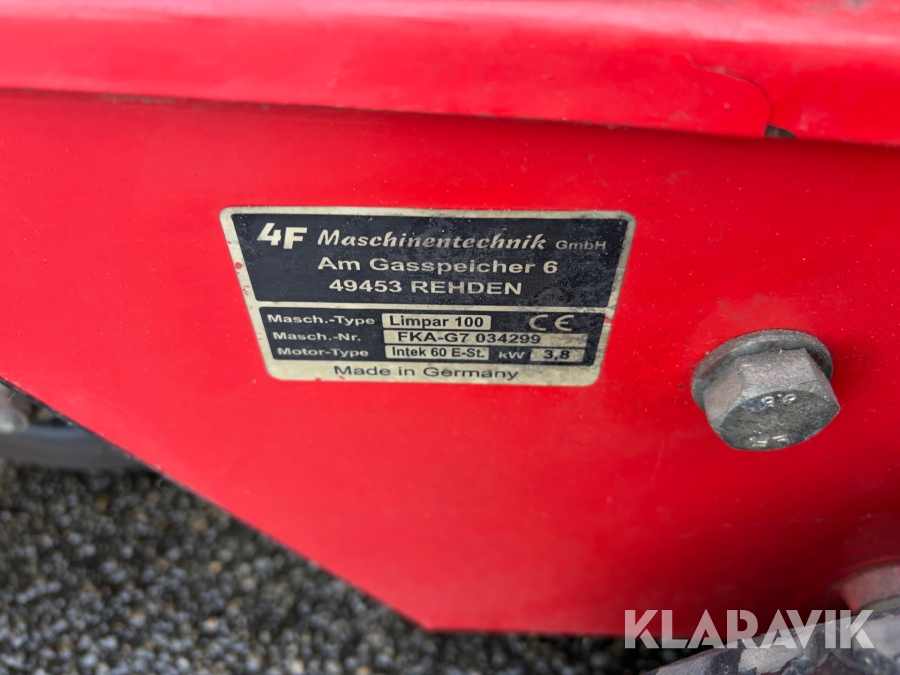 4F Maschinentechnik GmbH
Am Gasspeicher 6
49453 REHDEN
Masch.-Type Limpar 100 CE
Masch.-Nr. FKA-G7 034299
Motor-Type Intek 60 E-St. kW 3,8
Made in Germany
KLARAVIK